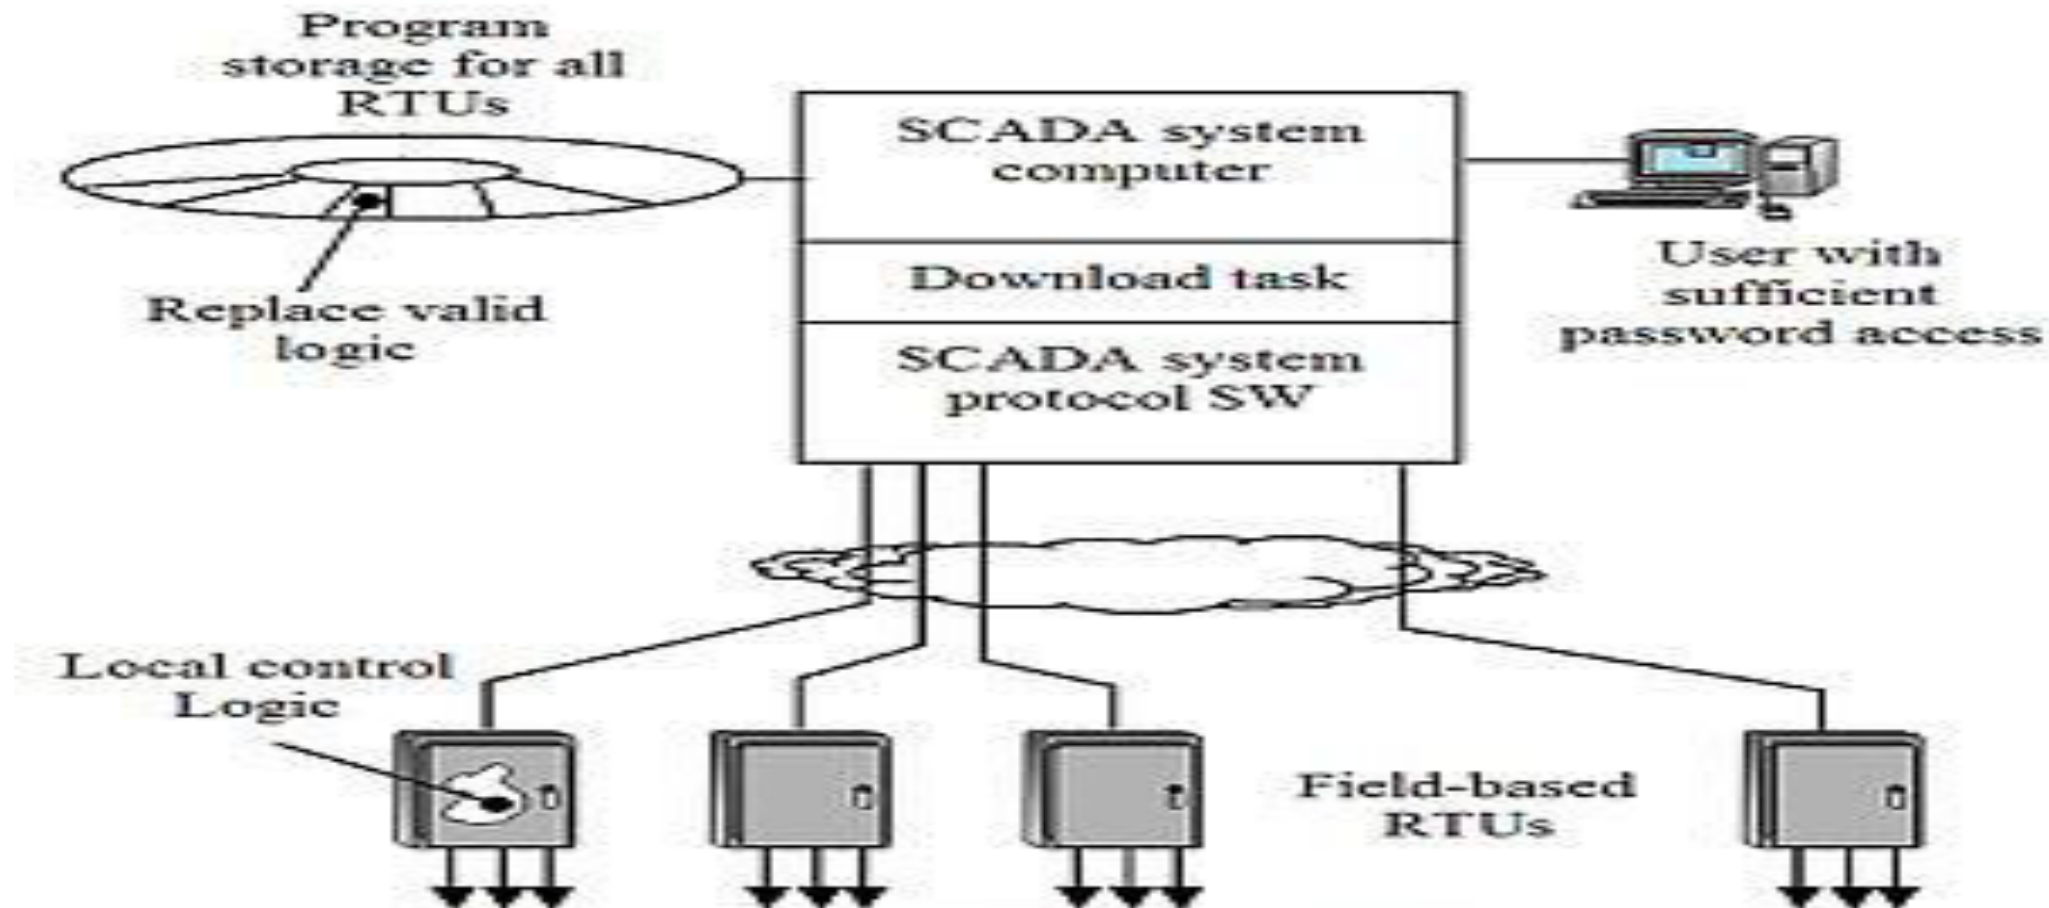 Program
storage for all
RTUs
SCADA system
computer
Download task
SCADA system
protocol SW
User with
sufficient
password access
Replace valid
logic
Local control
Logic
Field-based
RTUs